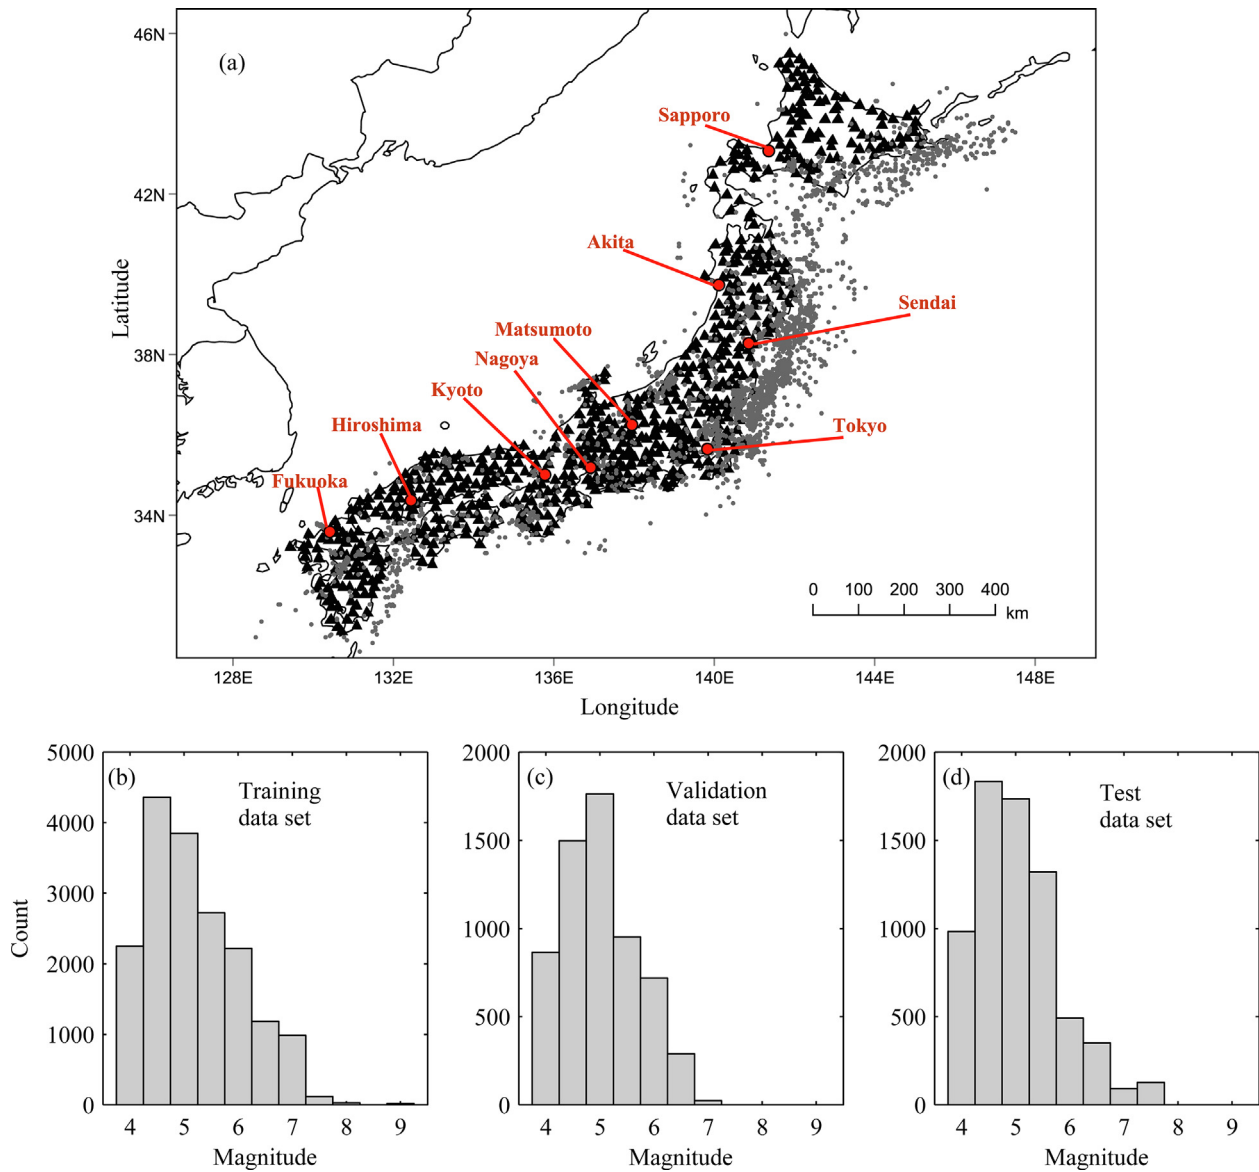 (a)
46N
42N
38N
34N
Latitude
Sapporo
Akita
Sendai
Matsumoto
Nagoya
Kyoto
Hiroshima
Tokyo
Fukuoka
0 100 200 300 400
km
128E 132E 136E 140E 144E 148E
Longitude
(b)
Training
data set
5000
4000
3000
2000
1000
0
Count
4 5 6 7 8 9
Magnitude
(c)
Validation
data set
2000
1500
1000
500
0
4 5 6 7 8 9
Magnitude
(d)
Test
data set
2000
1500
1000
500
0
4 5 6 7 8 9
Magnitude